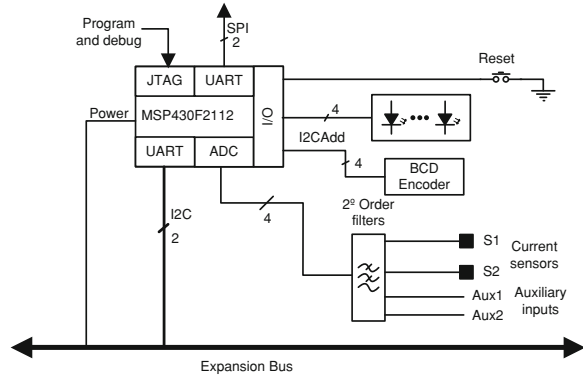 Program
and debug
SPI
2
Reset
JTAG
UART
Power
MSP430F2112
I/O
4
I2CAdd
UART
ADC
4
BCD
Encoder
4
2º Order
filters
I2C
2
S1
Current
sensors
S2
Aux1
Auxiliary
inputs
Aux2
Expansion Bus